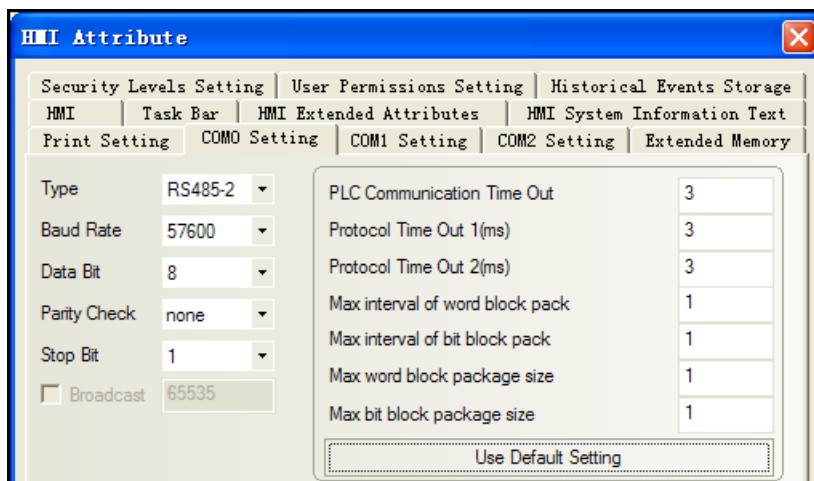 HMI Attribute
Security Levels Setting User Permissions Setting Historical Events Storage
HMI Task Bar HMI Extended Attributes HMI System Information Text
Print Setting COM0 Setting COM1 Setting COM2 Setting Extended Memory
Type RS485-2 PLC Communication Time Out 3
Baud Rate 57600 Protocol Time Out 1(ms) 3
Data Bit 8 Protocol Time Out 2(ms) 3
Parity Check none Max interval of word block pack 1
Stop Bit 1 Max interval of bit block pack 1
Broadcast 65535 Max word block package size 1
Max bit block package size 1
Use Default Setting